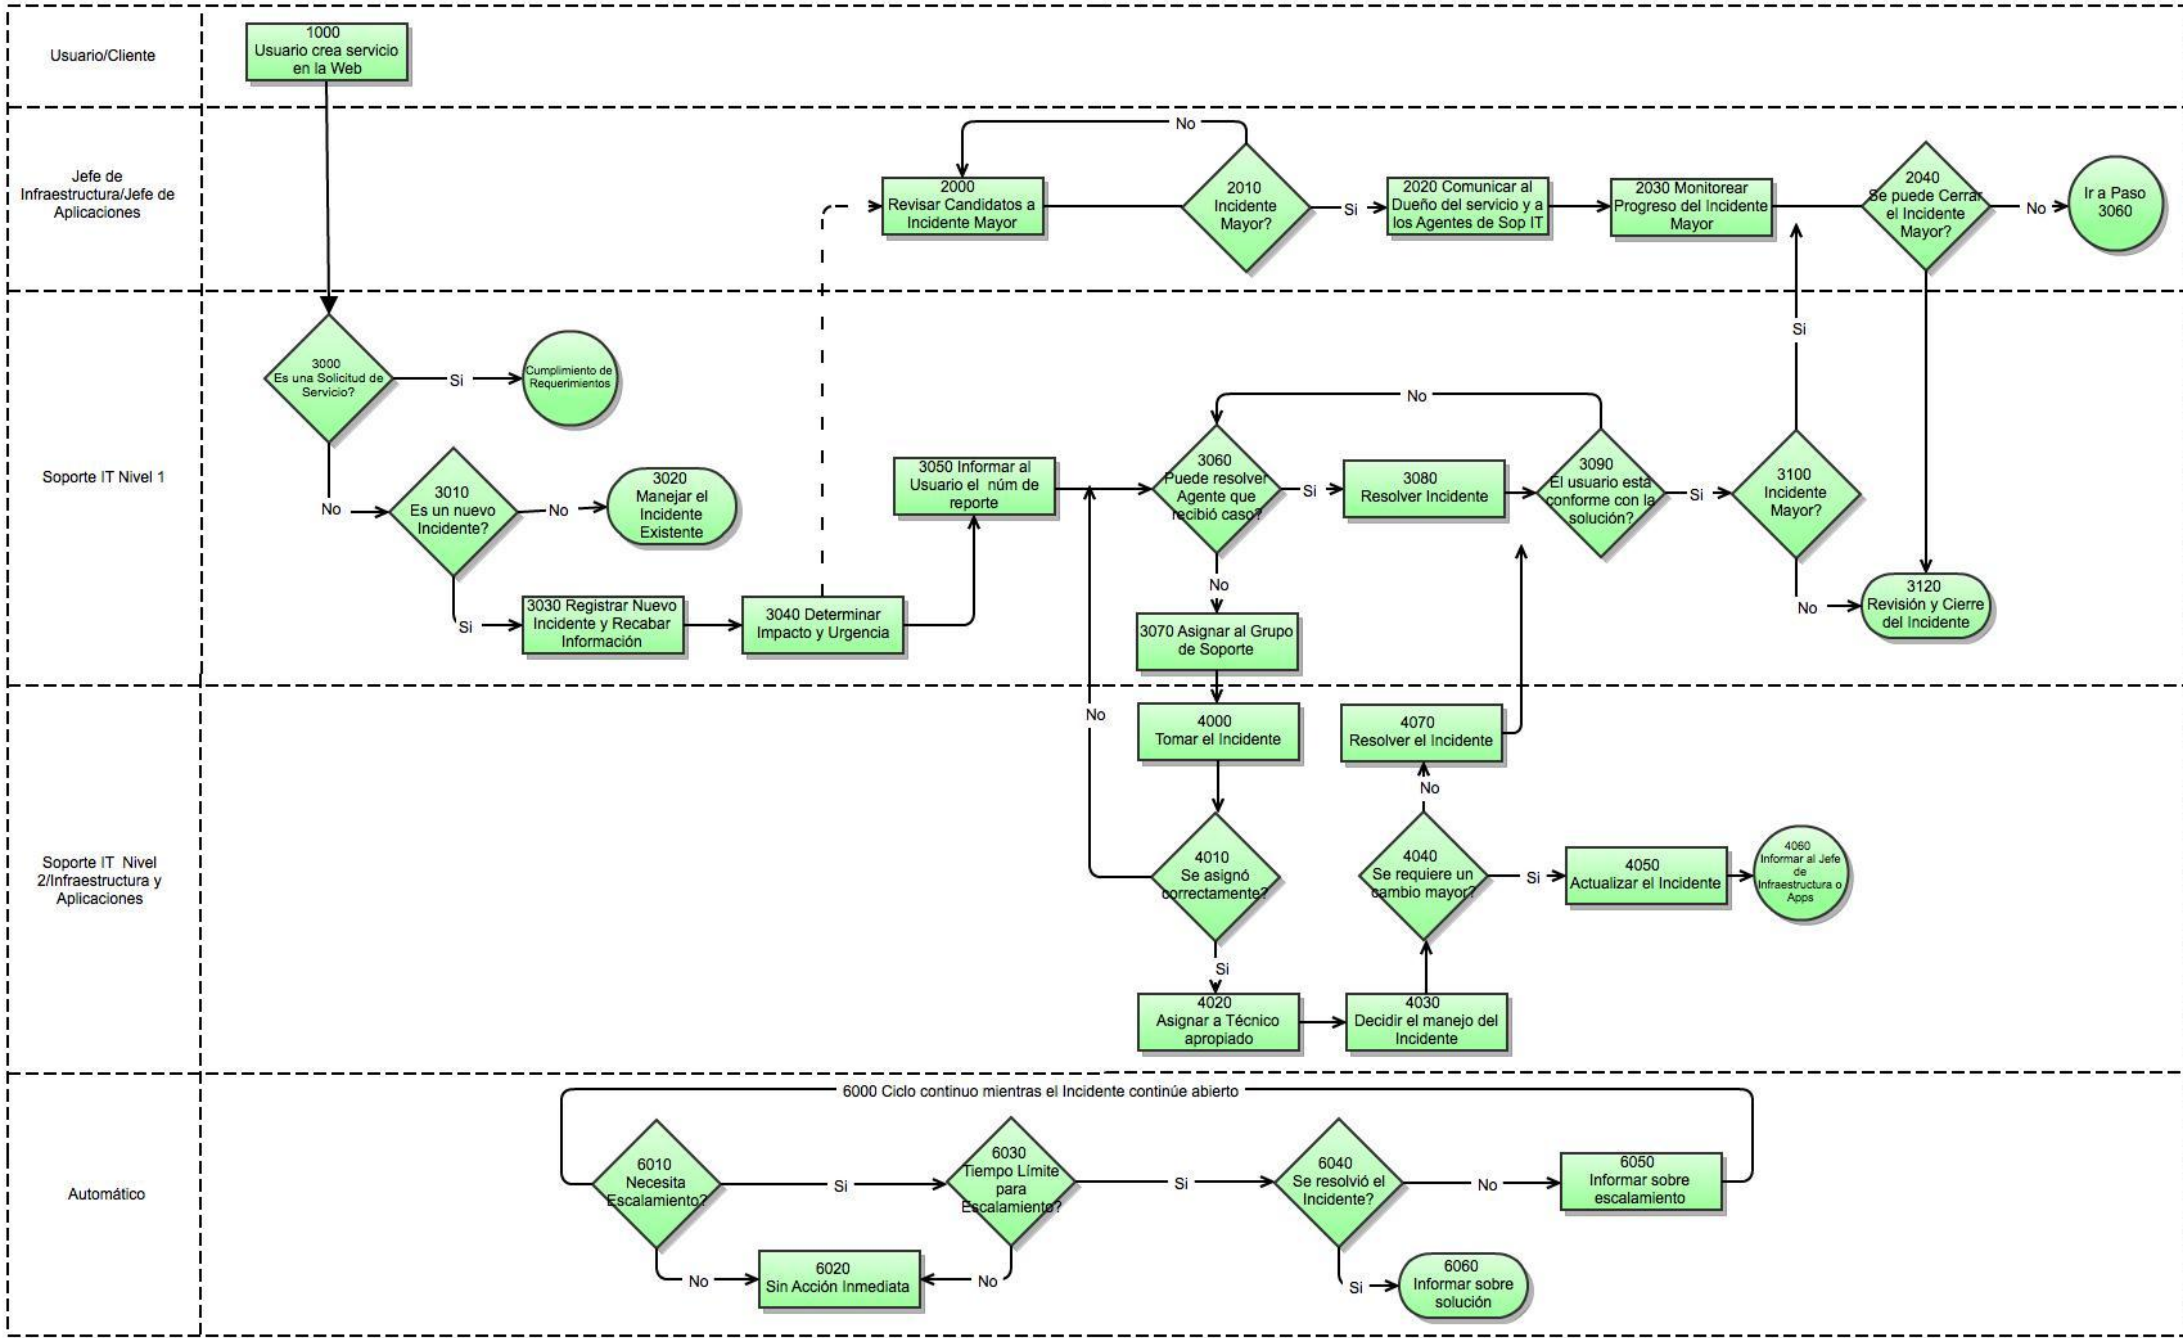 Usuario/Cliente
1000
Usuario crea servicio
en la Web
Jefe de
Infraestructura/Jefe de
Aplicaciones
No
2000
Revisar Candidatos a
Incidente Mayor
2010
Incidente
Mayor?
Si
2020 Comunicar al
Dueño del servicio y a
los Agentes de Sop IT
2030 Monitorear
Progreso del Incidente
Mayor
2040
Se puede Cerrar
el Incidente
Mayor?
No
Ir a Paso
3060
Soporte IT Nivel 1
3000
Es una Solicitud de
Servicio?
Si
Cumplimiento de
Requerimientos
No
3010
Es un nuevo
Incidente?
No
3020
Manejar el
Incidente
Existente
Si
3030 Registrar Nuevo
Incidente y Recabar
Información
3040 Determinar
Impacto y Urgencia
3050 Informar al
Usuario el núm de
reporte
No
3060
Puede resolver
Agente que
recibió caso?
Si
3080
Resolver Incidente
3090
El usuario está
conforme con la
solución?
Si
3100
Incidente
Mayor?
Si
No
3120
Revisión y Cierre
del Incidente
No
3070 Asignar al Grupo
de Soporte
Soporte IT Nivel
2/Infraestructura y
Aplicaciones
No
4000
Tomar el Incidente
4010
Se asignó
correctamente?
Si
4020
Asignar a Técnico
apropiado
4030
Decidir el manejo del
Incidente
4040
Se requiere un
cambio mayor?
No
4070
Resolver el Incidente
Si
4050
Actualizar el Incidente
4060
Informar al Jefe
de
Infraestructura o
Apps
Automático
6000 Ciclo continuo mientras el Incidente continúe abierto
6010
Necesita
Escalamiento?
Si
6030
Tiempo Límite
para
Escalamiento?
Si
6040
Se resolvió el
Incidente?
No
6050
Informar sobre
escalamiento
No
6020
Sin Acción Inmediata
No
Si
6060
Informar sobre
solución